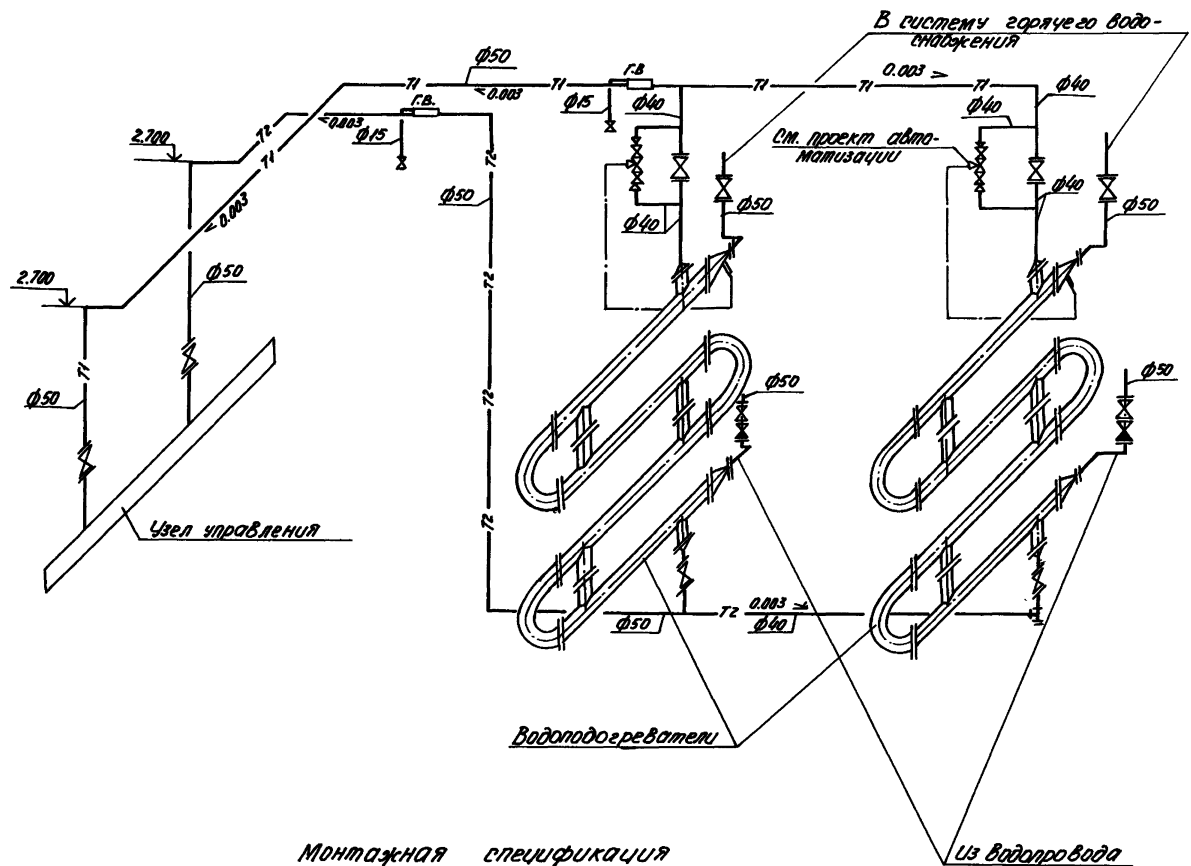 В систему горячего водо-
снабжения
Ф50
Т1
0.003
Т1
Г.В.
Т1
0.003
Т1
Ф15
Ф40
Ф40
Ф40
Г.В.
0.003
Ф15
Т2
Т1
2.700
См. проект авто-
матизации
Т2
Ф50
Ф40
Ф50
Ф40
Ф50
0.003
2.700
Ф50
Т2
Т1
Ф50
Т2
Ф50
Ф50
Т2
Узел управления
Ф50
Т2
0.003
Ф40
Водоподогреватели
Из водопровода
Монтажная спецификация